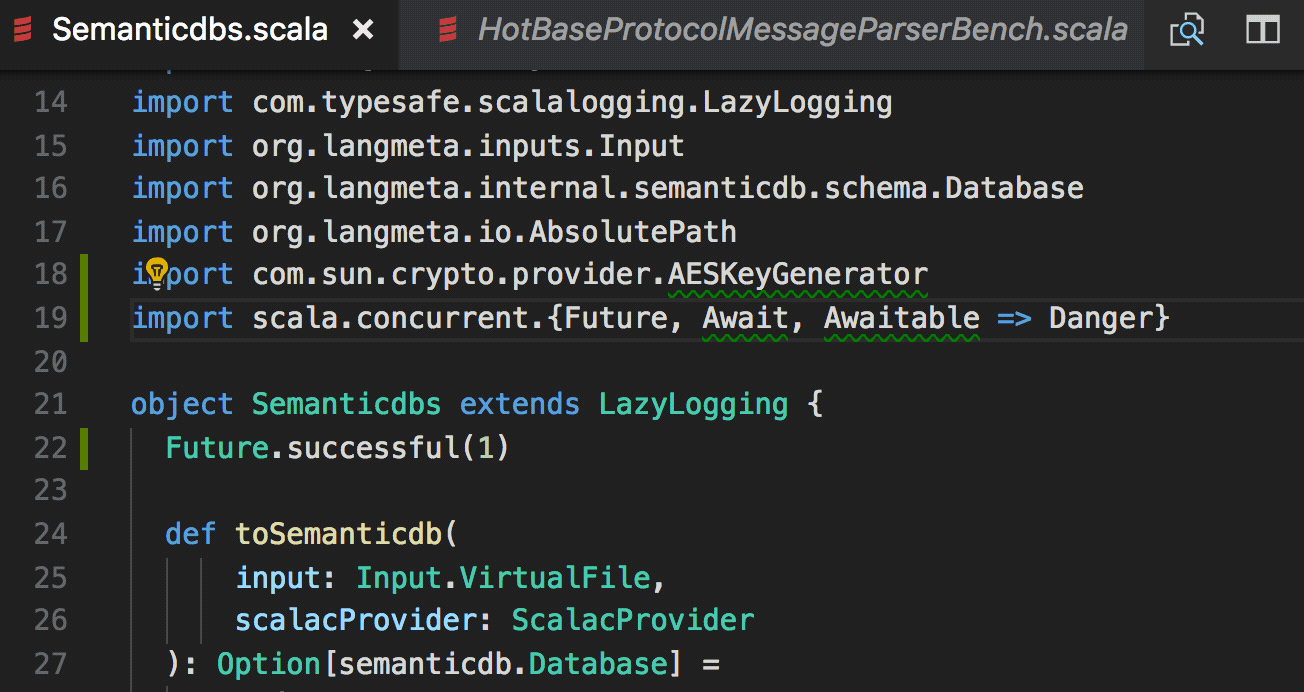 Semanticdbs.scala × HotBaseProtocolMessageParserBench.scala
14 import com.typesafe.scalalogging.LazyLogging
15 import org.langmeta.inputs.Input
16 import org.langmeta.internal.semanticdb.schema.Database
17 import org.langmeta.io.AbsolutePath
18 import com.sun.crypto.provider.AESKeyGenerator
19 import scala.concurrent.{Future, Await, Awaitable => Danger}
20
21 object Semanticdbs extends LazyLogging {
22 Future.successful(1)
23
24 def toSemanticdb(
25 input: Input.VirtualFile,
26 scalacProvider: ScalacProvider
27 ): Option[semanticdb.Database] =